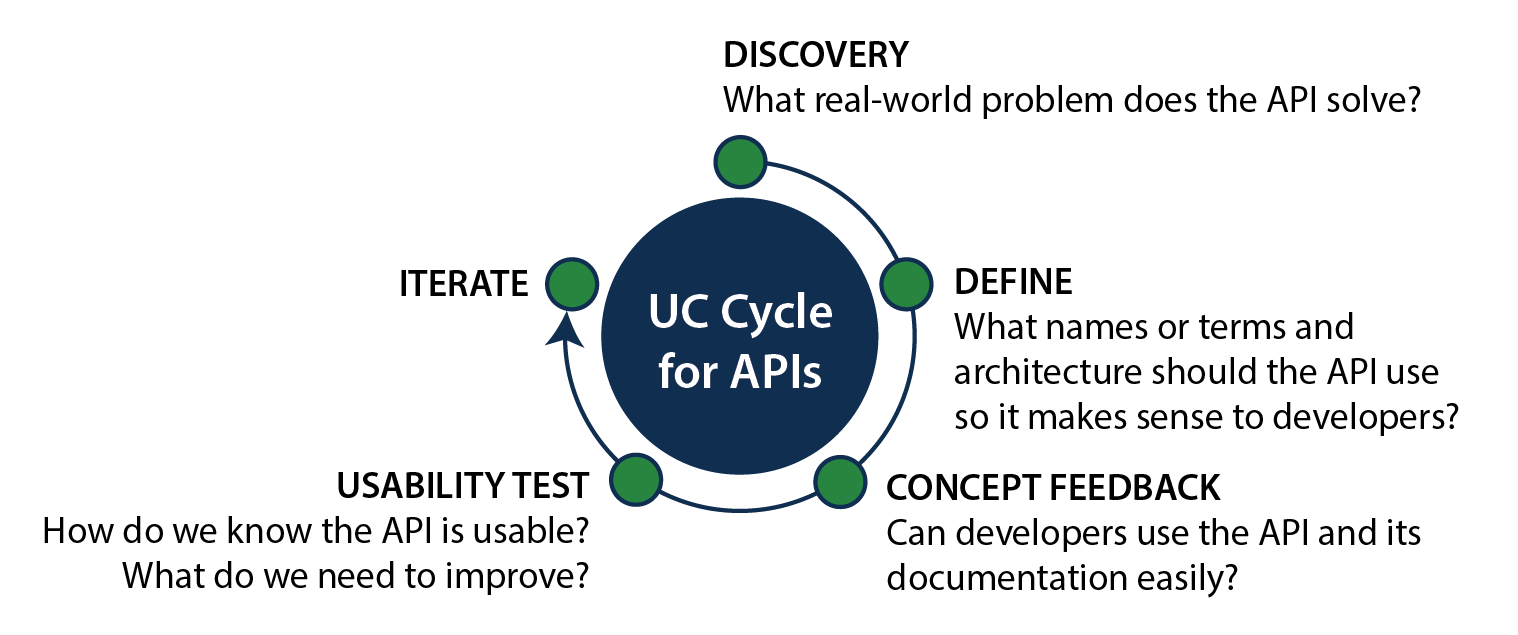 DISCOVERY
What real-world problem does the API solve?
UC Cycle
for APIs
DEFINE
What names or terms and
architecture should the API use
so it makes sense to developers?
CONCEPT FEEDBACK
Can developers use the API and its
documentation easily?
USABILITY TEST
How do we know the API is usable?
What do we need to improve?
ITERATE